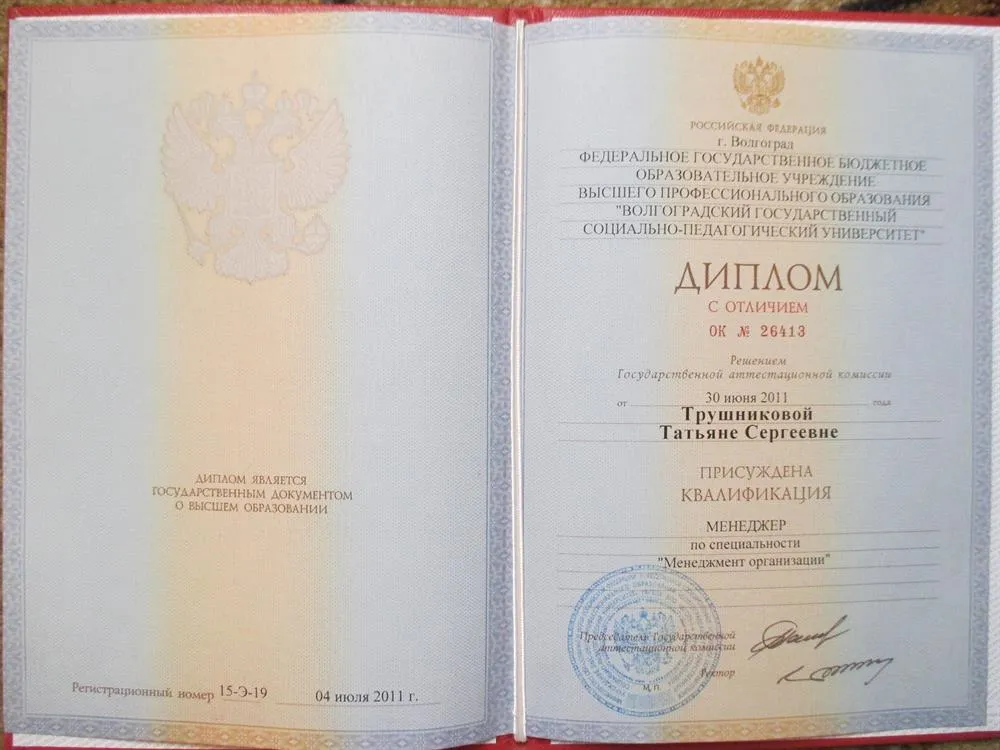 ДИПЛОМ ЯВЛЯЕТСЯ
ГОСУДАРСТВЕННЫМ ДОКУМЕНТОМ
О ВЫСШЕМ ОБРАЗОВАНИИ
Регистрационный номер 15-Э-19 04 июля 2011 г.
РОССИЙСКАЯ ФЕДЕРАЦИЯ
г. Волгоград
ФЕДЕРАЛЬНОЕ ГОСУДАРСТВЕННОЕ БЮДЖЕТНОЕ
ОБРАЗОВАТЕЛЬНОЕ УЧРЕЖДЕНИЕ
ВЫСШЕГО ПРОФЕССИОНАЛЬНОГО ОБРАЗОВАНИЯ
"ВОЛГОГРАДСКИЙ ГОСУДАРСТВЕННЫЙ
СОЦИАЛЬНО-ПЕДАГОГИЧЕСКИЙ УНИВЕРСИТЕТ"
ДИПЛОМ
С ОТЛИЧИЕМ
ОК № 26413
Решением
Государственной аттестационной комиссии
от 30 июня 2011 года
Трушниковой
Татьяне Сергеевне
ПРИСУЖДЕНА
КВАЛИФИКАЦИЯ
МЕНЕДЖЕР
по специальности
"Менеджмент организации"
Председатель Государственной
аттестационной комиссии
Ректор
М.П.